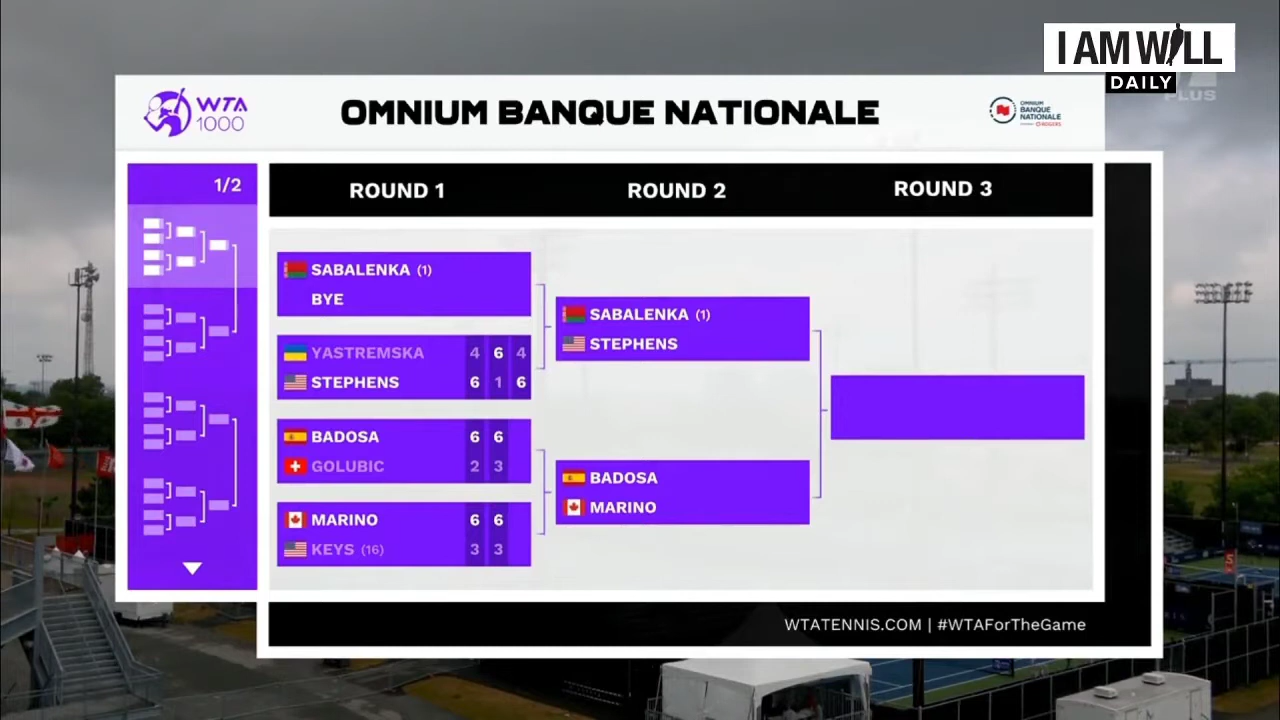 I AM WILL
DAILY
PLUS
WTA
1000
OMNIUM BANQUE NATIONALE
OMNIUM
BANQUE
NATIONALE
ROGERS
1/2
ROUND 1
ROUND 2
ROUND 3
SABALENKA (1)
BYE
YASTREMSKA 4 6 4
STEPHENS 6 1 6
BADOSA 6 6
GOLUBIC 2 3
MARINO 6 6
KEYS (16) 3 3
SABALENKA (1)
STEPHENS
BADOSA
MARINO
WTATENNIS.COM | #WTAForTheGame